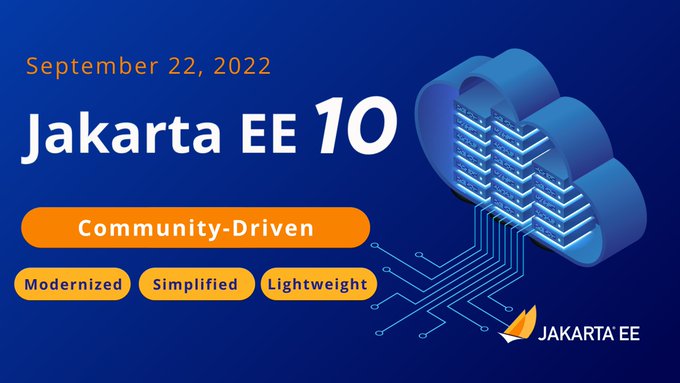 September 22, 2022
Jakarta EE 10
Community-Driven
Modernized Simplified Lightweight
JAKARTA® EE